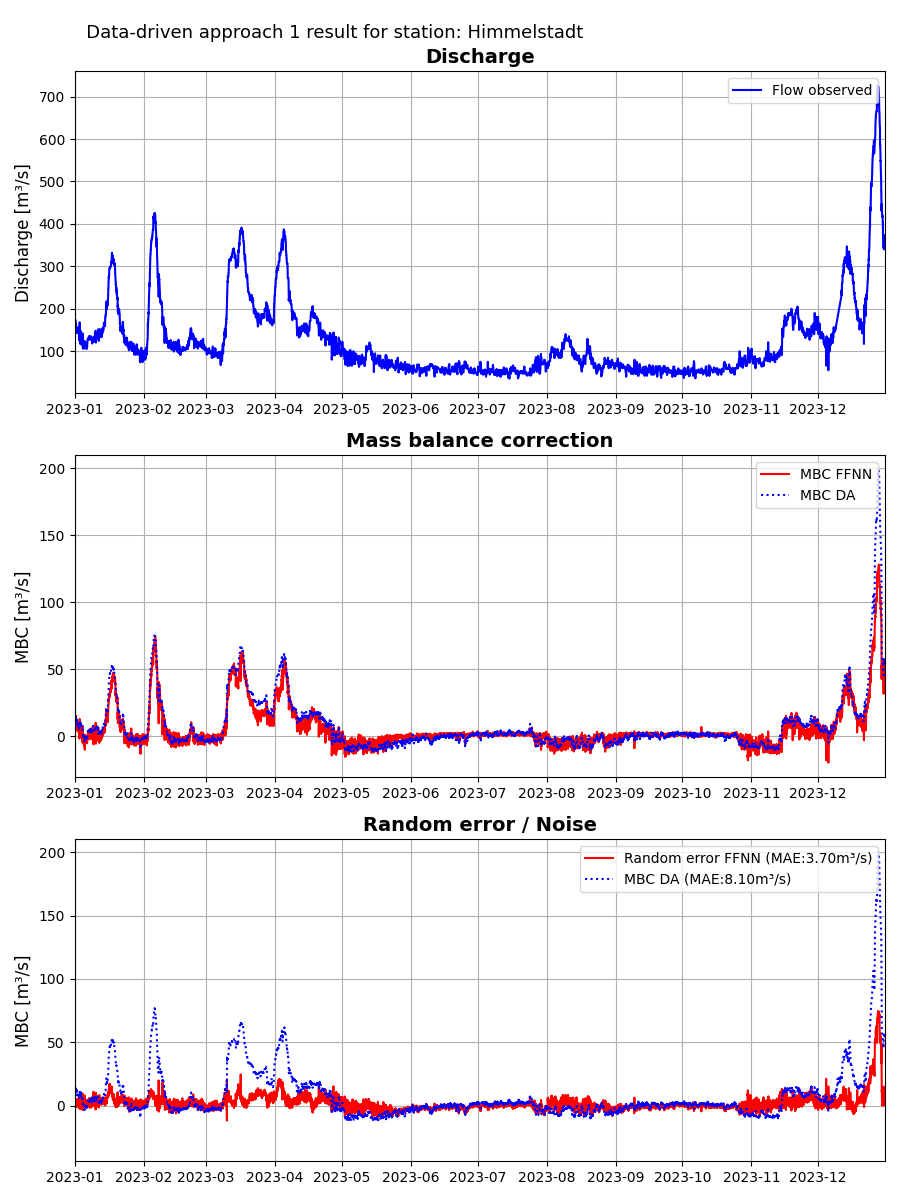 Data-driven approach 1 result for station: Himmelstadt
Discharge
Flow observed
Discharge [m³/s]
700
600
500
400
300
200
100
2023-01 2023-02 2023-03 2023-04 2023-05 2023-06 2023-07 2023-08 2023-09 2023-10 2023-11 2023-12
Mass balance correction
MBC FFNN
MBC DA
MBC [m³/s]
200
150
100
50
0
2023-01 2023-02 2023-03 2023-04 2023-05 2023-06 2023-07 2023-08 2023-09 2023-10 2023-11 2023-12
Random error / Noise
Random error FFNN (MAE:3.70m³/s)
MBC DA (MAE:8.10m³/s)
MBC [m³/s]
200
150
100
50
0
2023-01 2023-02 2023-03 2023-04 2023-05 2023-06 2023-07 2023-08 2023-09 2023-10 2023-11 2023-12